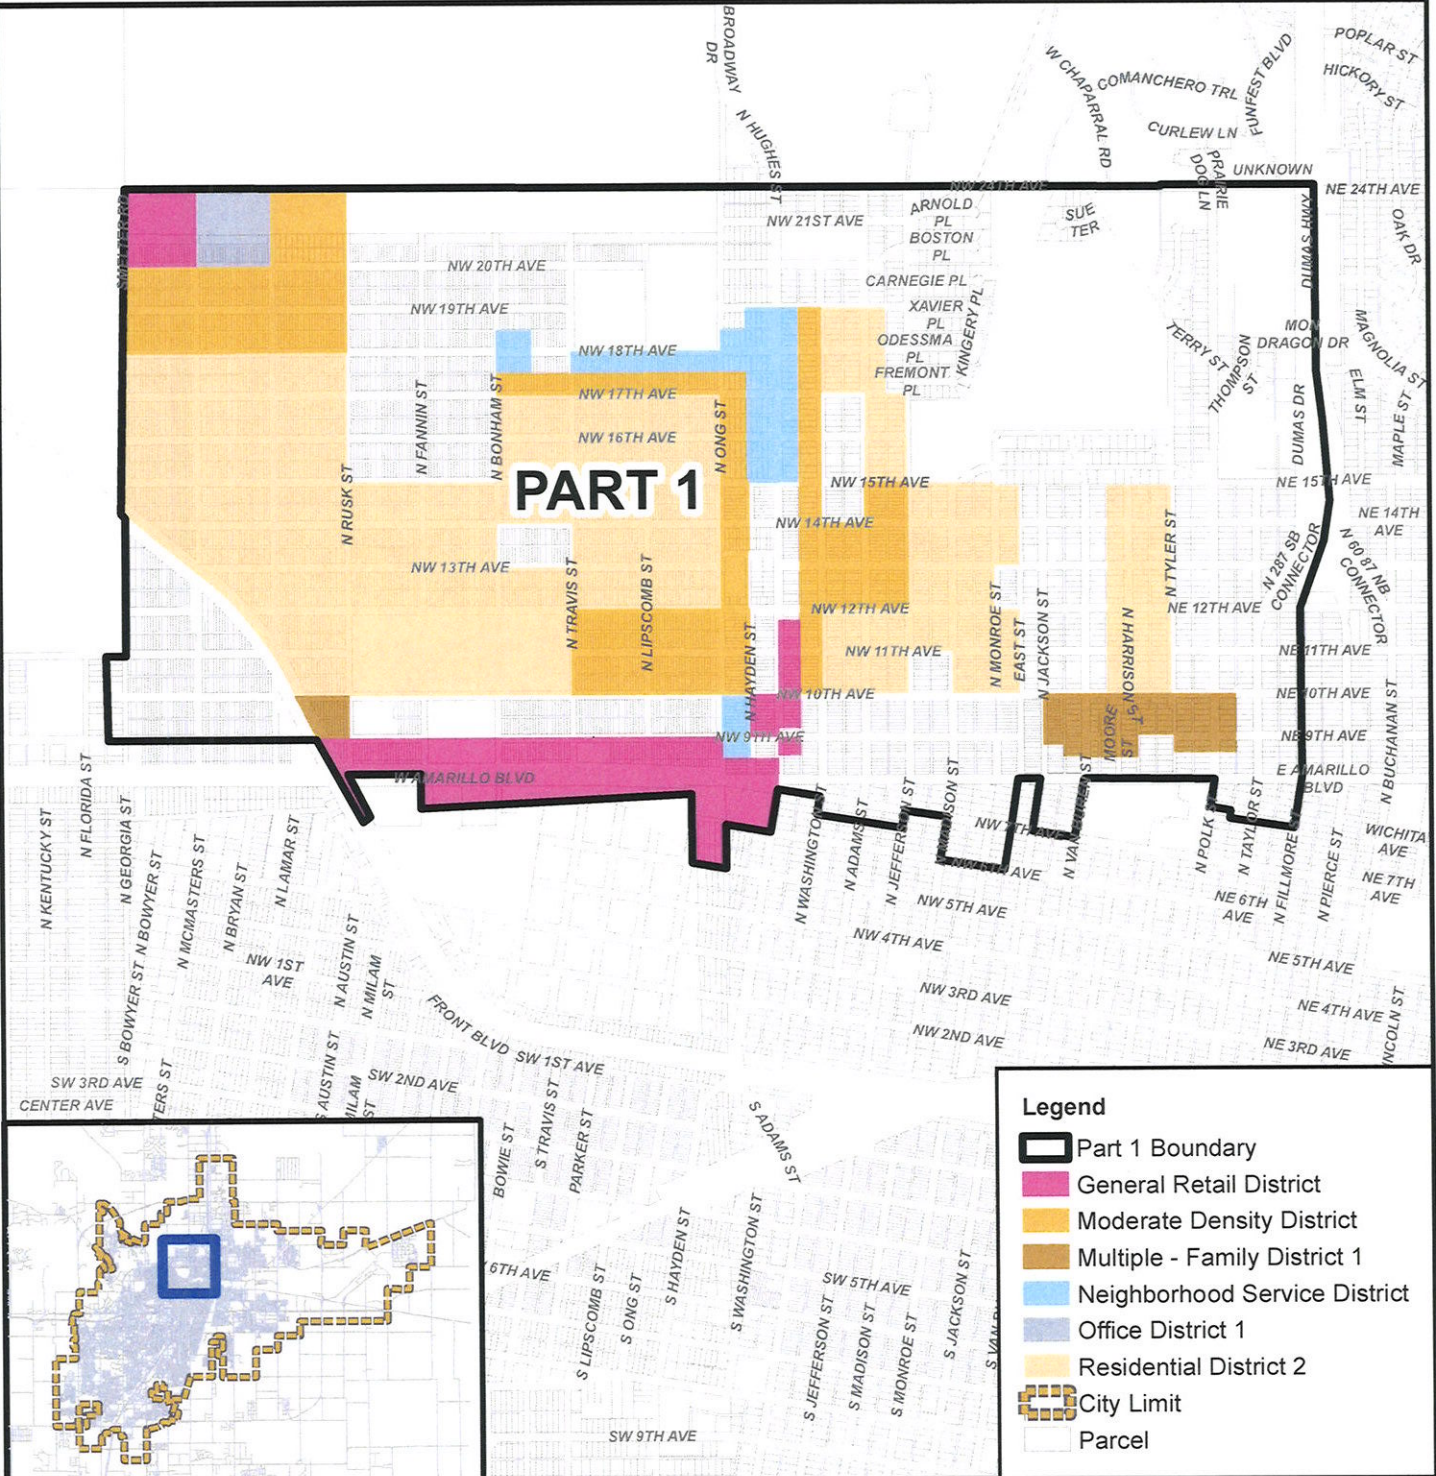 BROADWAY
DR
N HUGHES ST
W CHAPARRAL RD
COMANCHERO TRL
FUNFEST BLVD
POPLAR ST
HICKORY ST
CURLEW LN
PRAIRIE
DOG LN
UNKNOWN
NW 24TH AVE
NE 24TH AVE
SMELTER RD
NW 21ST AVE
ARNOLD
PL
BOSTON
PL
SUE
TER
DUMAS HWY
OAK DR
NW 20TH AVE
CARNEGIE PL
NW 19TH AVE
XAVIER
PL
ODESSMA
PL
FREMONT
PL
KINGERY PL
TERRY ST
THOMPSON
ST
MON
DRAGON DR
MAGNOLIA ST
ELM ST
MAPLE ST
DUMAS DR
NW 18TH AVE
NW 17TH AVE
NW 16TH AVE
N FANNIN ST
N BONHAM ST
N ONG ST
N RUSK ST
PART 1
NW 15TH AVE
NE 15TH AVE
NW 14TH AVE
NE 14TH
AVE
NW 13TH AVE
N TRAVIS ST
N LIPSCOMB ST
N HAYDEN ST
N TYLER ST
N 287 SB
CONNECTOR
N 60 87 NB
CONNECTOR
NW 12TH AVE
NE 12TH AVE
N MONROE ST
EAST ST
N JACKSON ST
N HARRISON ST
NW 11TH AVE
NE 11TH AVE
NW 10TH AVE
NE 10TH AVE
MOORE
ST
NW 9TH AVE
NE 9TH AVE
N BUCHANAN ST
W AMARILLO BLVD
E AMARILLO
BLVD
N KENTUCKY ST
N FLORIDA ST
N GEORGIA ST
N BOWYER ST
N MCMASTERS ST
N BRYAN ST
N LAMAR ST
N WASHINGTON ST
N ADAMS ST
N JEFFERSON ST
N MADISON ST
NW 7TH AVE
NW 6TH AVE
N VAN BUREN ST
N POLK ST
N TAYLOR ST
N FILLMORE ST
N PIERCE ST
WICHITA
AVE
NE 7TH
AVE
NE 6TH
AVE
NW 5TH AVE
NW 4TH AVE
NE 5TH AVE
NW 1ST
AVE
N AUSTIN ST
N MILAM
ST
S BOWYER ST
NW 3RD AVE
NE 4TH AVE
NW 2ND AVE
NE 3RD AVE
FRONT BLVD
SW 1ST AVE
SW 2ND AVE
SW 3RD AVE
CENTER AVE
S AUSTIN ST
BOWIE ST
S TRAVIS ST
PARKER ST
S ADAMS ST
S HAYDEN ST
S WASHINGTON ST
6TH AVE
SW 5TH AVE
S LIPSCOMB ST
S ONG ST
S JEFFERSON ST
S MADISON ST
S MONROE ST
S JACKSON ST
SW 9TH AVE
Legend
Part 1 Boundary
General Retail District
Moderate Density District
Multiple - Family District 1
Neighborhood Service District
Office District 1
Residential District 2
City Limit
Parcel